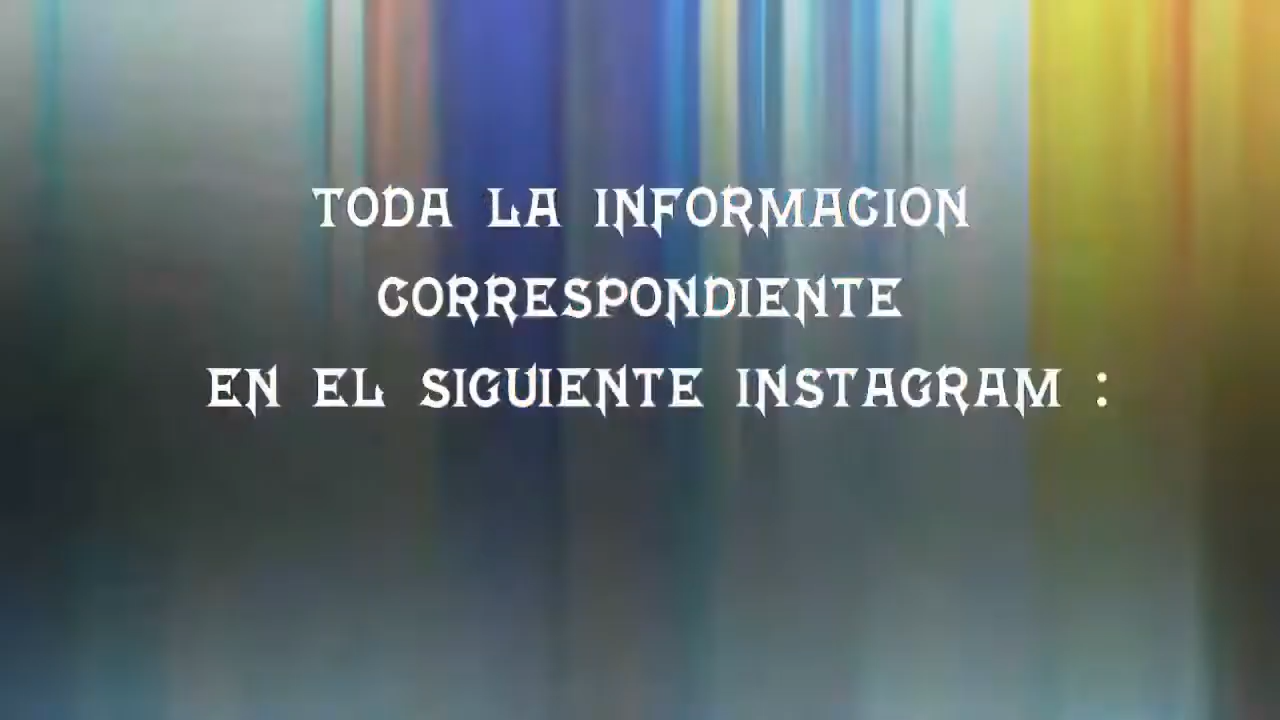 TODA LA INFORMACION
CORRESPONDIENTE
EN EL SIGUIENTE INSTAGRAM :